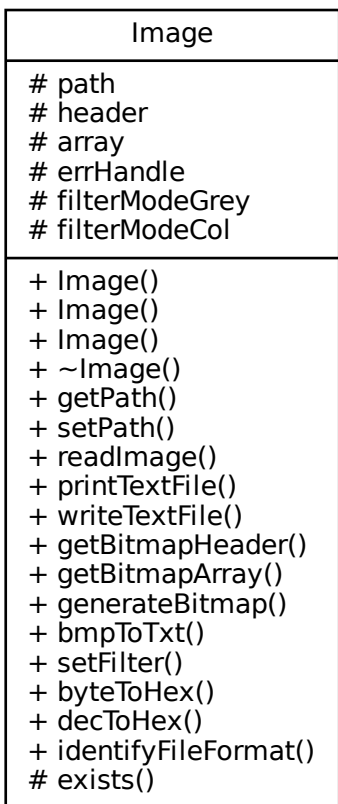 Image
# path
# header
# array
# errHandle
# filterModeGrey
# filterModeCol
+ Image()
+ Image()
+ Image()
+ ~Image()
+ getPath()
+ setPath()
+ readImage()
+ printTextFile()
+ writeTextFile()
+ getBitmapHeader()
+ getBitmapArray()
+ generateBitmap()
+ bmpToTxt()
+ setFilter()
+ byteToHex()
+ decToHex()
+ identifyFileFormat()
# exists()